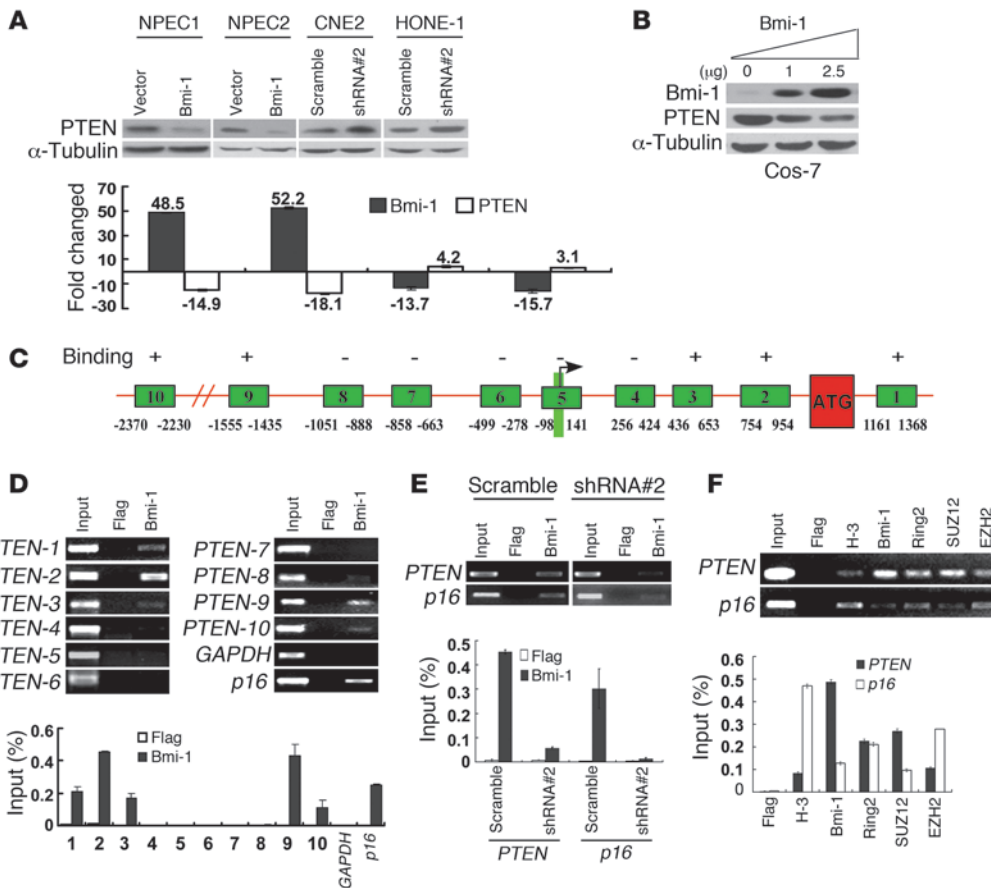 A
NPEC1 NPEC2 CNE2 HONE-1
Vector Bmi-1 Vector Bmi-1 Scramble shRNA#2 Scramble shRNA#2
PTEN
α-Tubulin
Fold changed
70
50
30
10
-10
-30
48.5 52.2 4.2 3.1
-14.9 -18.1 -13.7 -15.7
Bmi-1 PTEN
B
Bmi-1
(μg) 0 1 2.5
Bmi-1
PTEN
α-Tubulin
Cos-7
C
Binding + + - - - - - + + +
10 9 8 7 6 5 4 3 2 ATG 1
-2370 -2230 -1555 -1435 -1051 -888 -858 -663 -499 -278 -98 141 256 424 436 653 754 954 1161 1368
D
Input Flag Bmi-1 Input Flag Bmi-1
TEN-1 PTEN-7
TEN-2 PTEN-8
TEN-3 PTEN-9
TEN-4 PTEN-10
TEN-5 GAPDH
TEN-6 p16
Input (%)
0.6
0.4
0.2
0
Flag
Bmi-1
1 2 3 4 5 6 7 8 9 10 GAPDH p16
E
Scramble shRNA#2
Input Flag Bmi-1 Input Flag Bmi-1
PTEN
p16
Input (%)
0.5
0.4
0.3
0.2
0.1
0
Flag
Bmi-1
Scramble shRNA#2 Scramble shRNA#2
PTEN p16
F
Input Flag H-3 Bmi-1 Ring2 SUZ12 EZH2
PTEN
p16
Input (%)
0.6
0.5
0.4
0.3
0.2
0.1
0
PTEN
p16
Flag H-3 Bmi-1 Ring2 SUZ12 EZH2